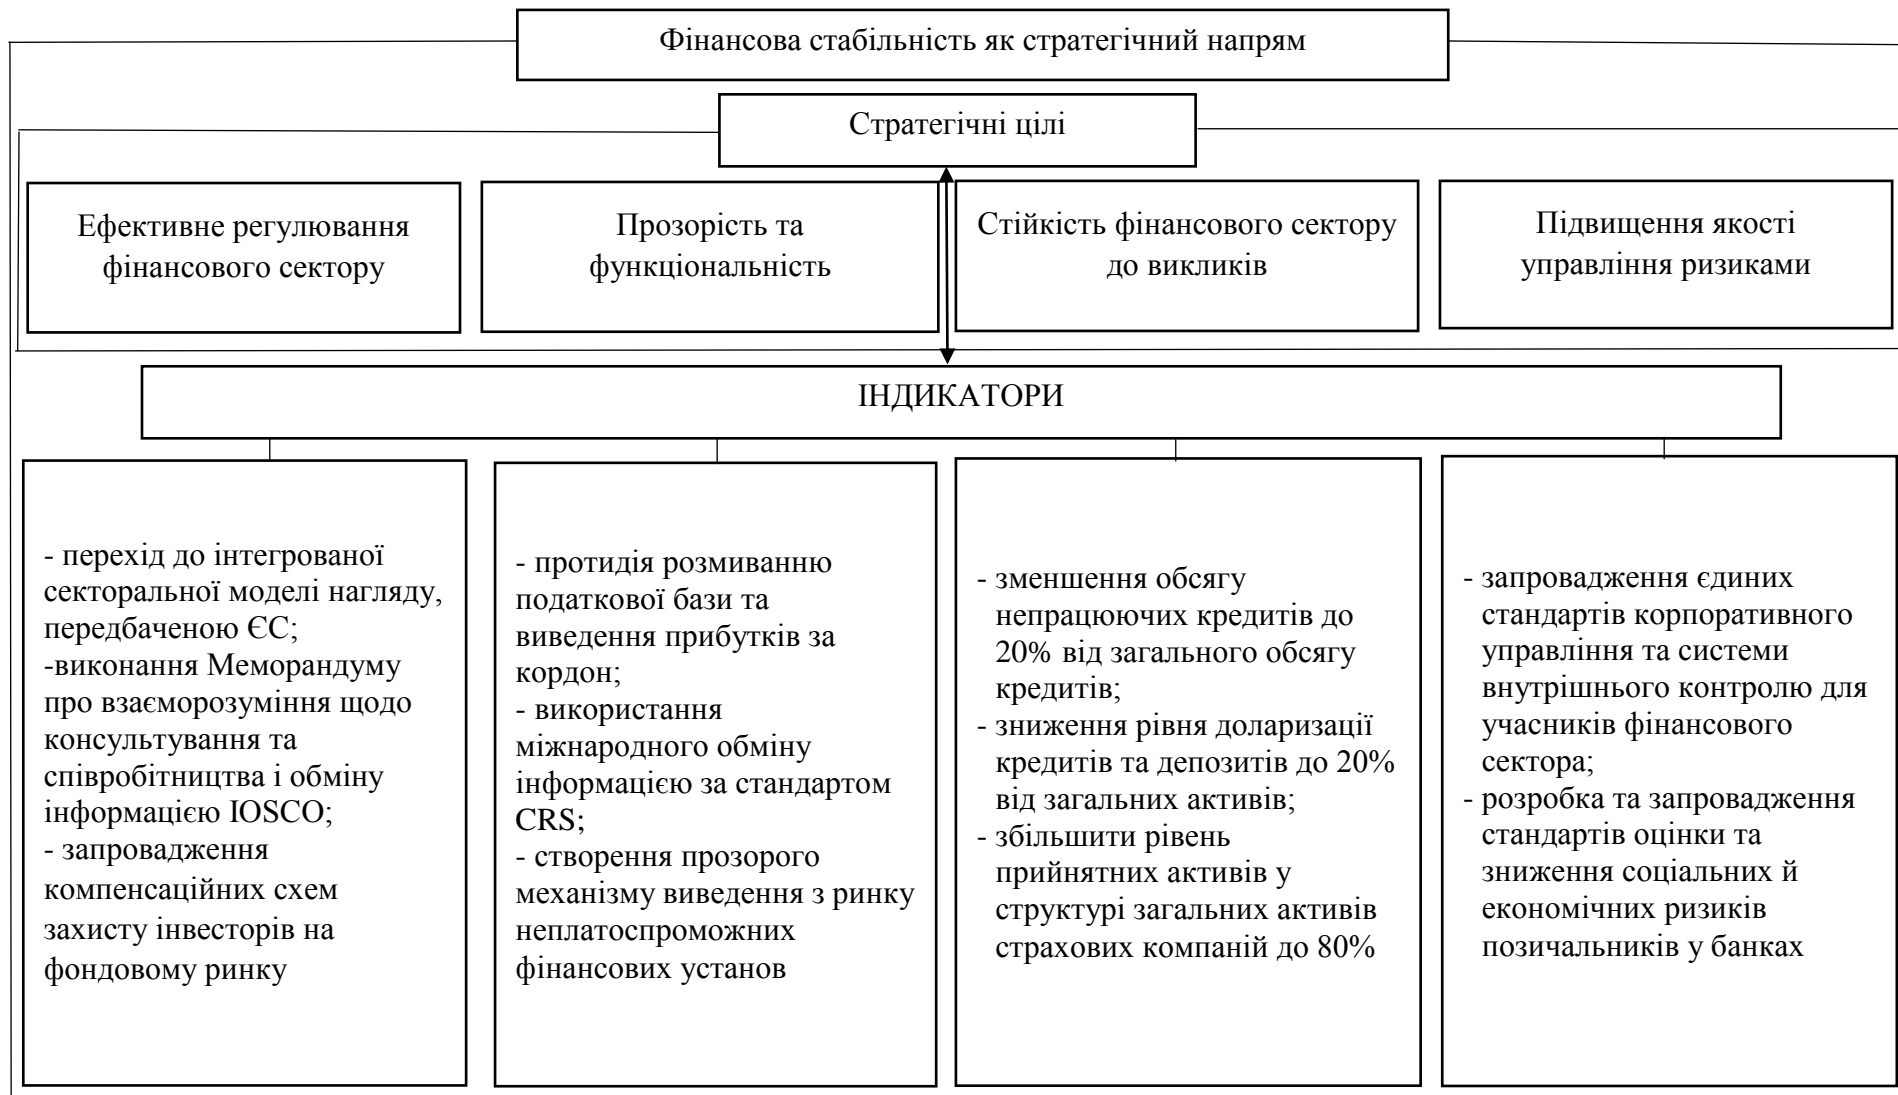 Фінансова стабільність як стратегічний напрям
Стратегічні цілі
Ефективне регулювання
фінансового сектору
Прозорість та
функціональність
Стійкість фінансового сектору
до викликів
Підвищення якості
управління ризиками
ІНДИКАТОРИ
- перехід до інтегрованої
секторальної моделі нагляду,
передбаченою ЄС;
-виконання Меморандуму
про взаєморозуміння щодо
консультування та
співробітництва і обміну
інформацією IOSCO;
- запровадження
компенсаційних схем
захисту інвесторів на
фондовому ринку
- протидія розмиванню
податкової бази та
виведення прибутків за
кордон;
- використання
міжнародного обміну
інформацією за стандартом
CRS;
- створення прозорого
механізму виведення з ринку
неплатоспроможних
фінансових установ
- зменшення обсягу
непрацюючих кредитів до
20% від загального обсягу
кредитів;
- зниження рівня доларизації
кредитів та депозитів до 20%
від загальних активів;
- збільшити рівень
прийнятних активів у
структурі загальних активів
страхових компаній до 80%
- запровадження єдиних
стандартів корпоративного
управління та системи
внутрішнього контролю для
учасників фінансового
сектора;
- розробка та запровадження
стандартів оцінки та
зниження соціальних й
економічних ризиків
позичальників у банках